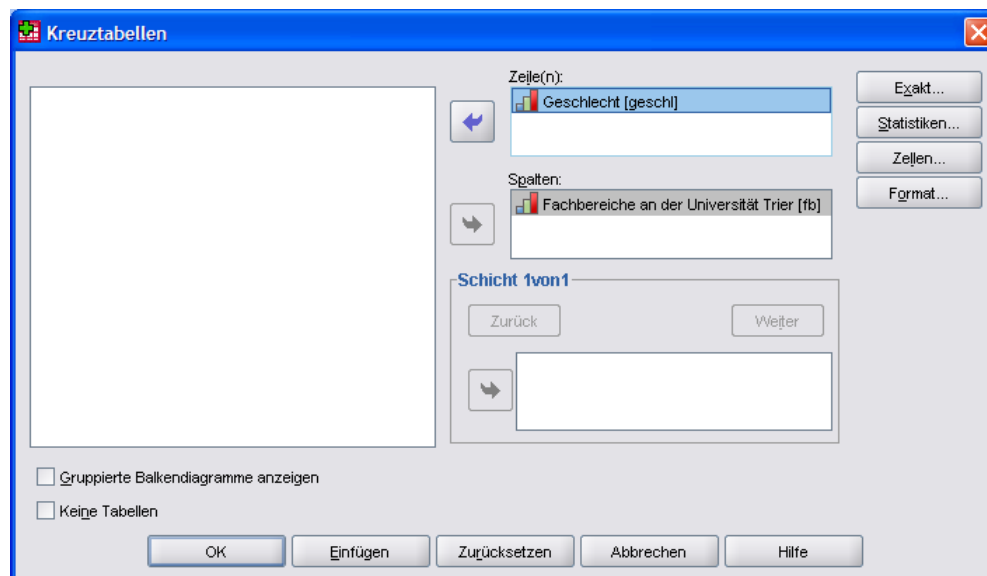 Kreuztabellen
Zeile(n):
Geschlecht [geschl]
Spalten:
Fachbereiche an der Universität Trier [fb]
Schicht 1von1
Zurück
Weiter
Exakt...
Statistiken...
Zellen...
Format...
Gruppierte Balkendiagramme anzeigen
Keine Tabellen
OK
Einfügen
Zurücksetzen
Abbrechen
Hilfe